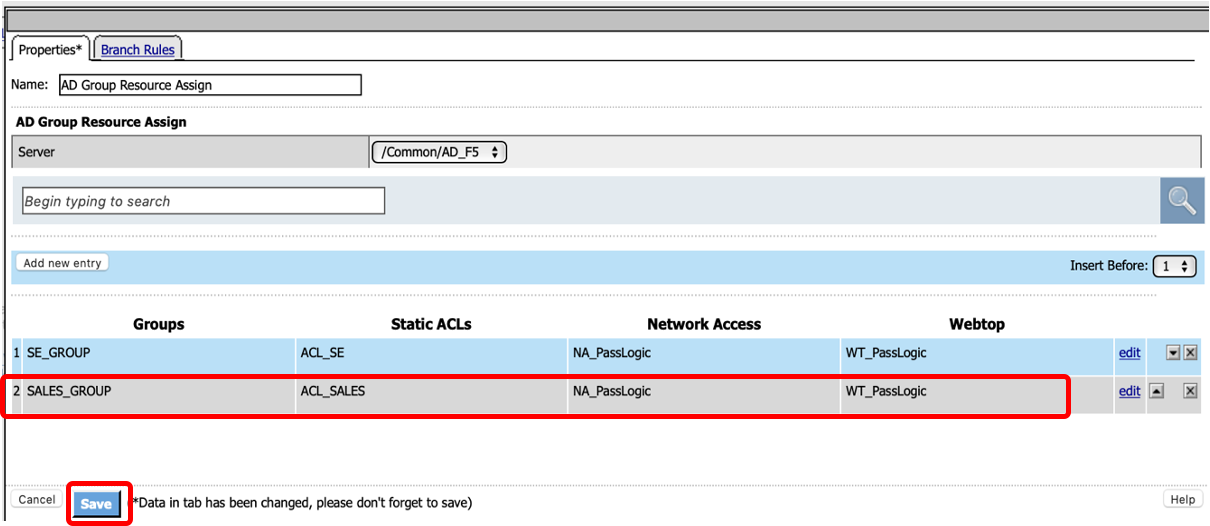 Properties* Branch Rules
Name: AD Group Resource Assign
AD Group Resource Assign
Server /Common/AD_F5
Begin typing to search
Add new entry Insert Before: 1
Groups Static ACLs Network Access Webtop
1 SE_GROUP ACL_SE NA_PassLogic WT_PassLogic edit
2 SALES_GROUP ACL_SALES NA_PassLogic WT_PassLogic edit
Cancel Save *Data in tab has been changed, please don't forget to save) Help